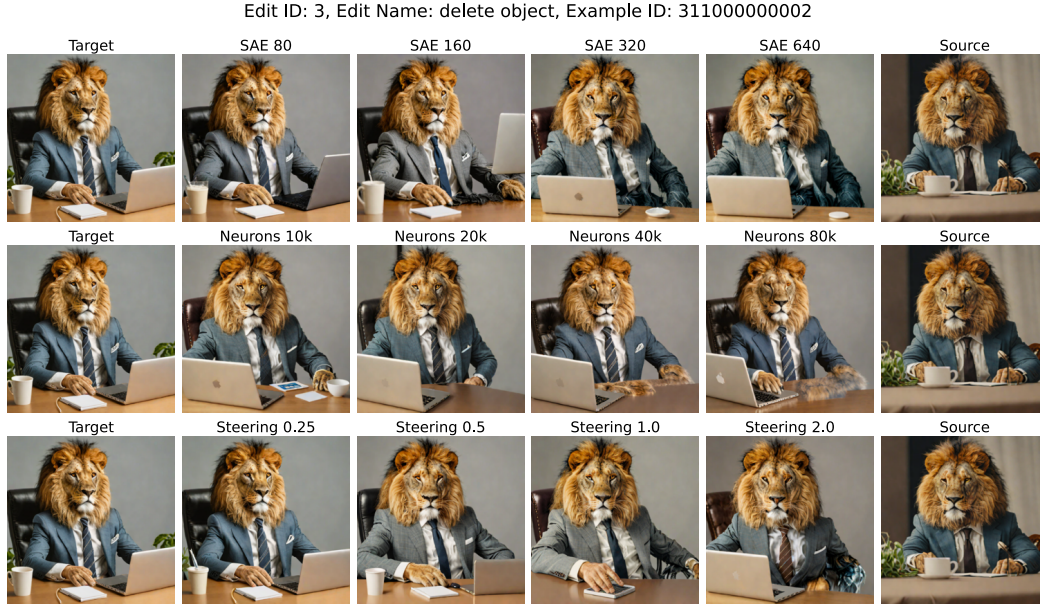 Edit ID: 3, Edit Name: delete object, Example ID: 311000000002
Target SAE 80 SAE 160 SAE 320 SAE 640 Source
Target Neurons 10k Neurons 20k Neurons 40k Neurons 80k Source
Target Steering 0.25 Steering 0.5 Steering 1.0 Steering 2.0 Source